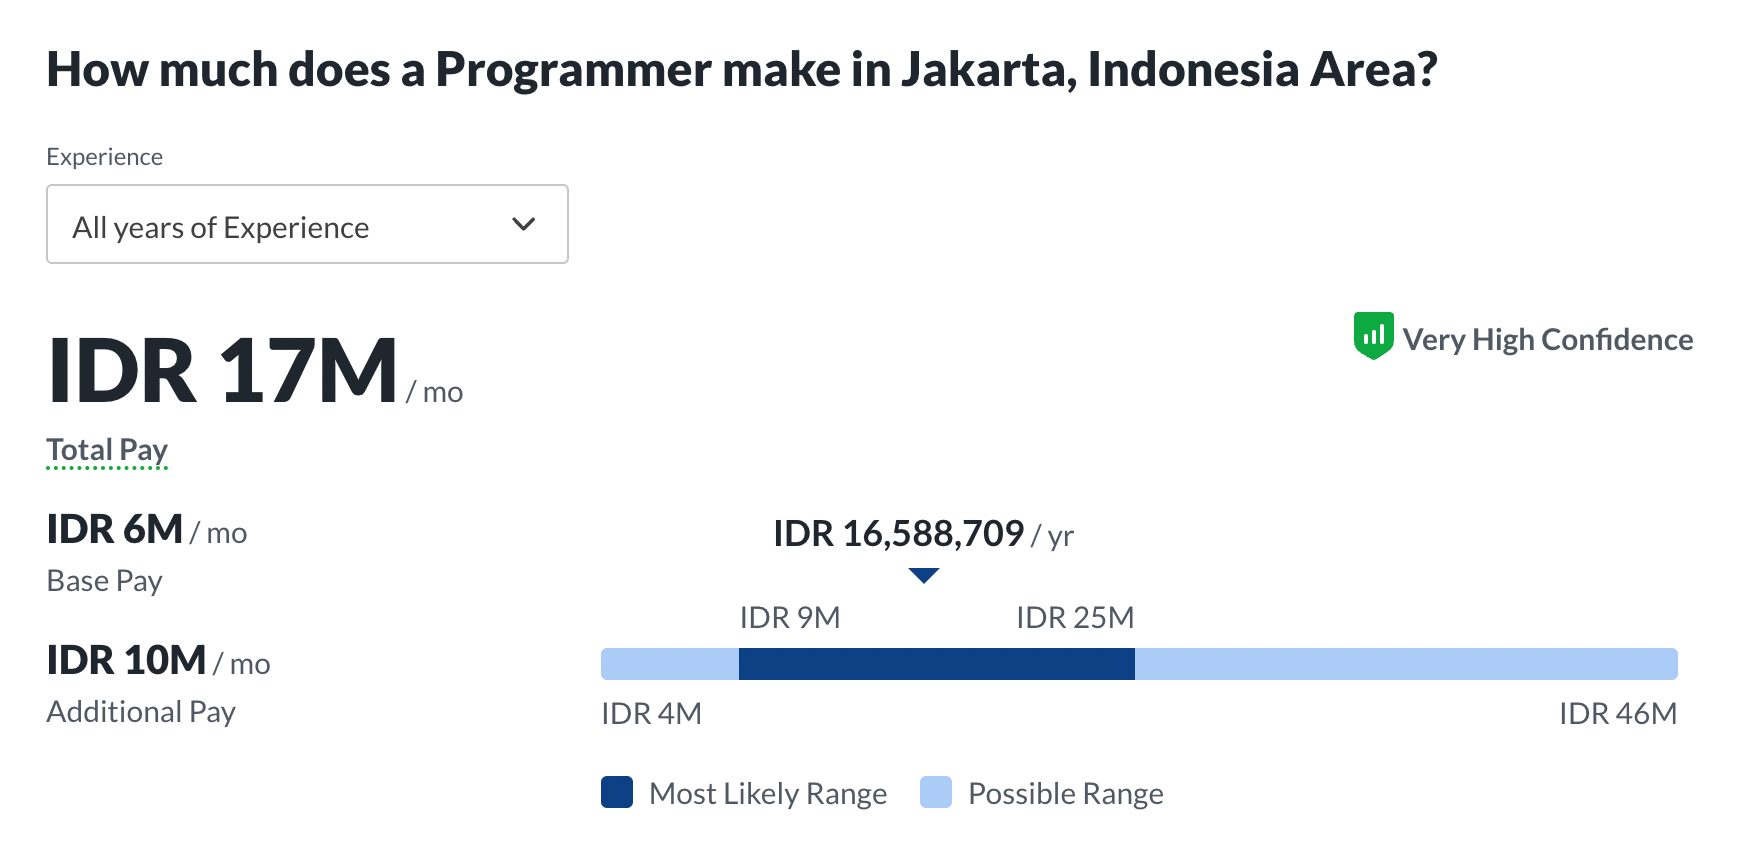 How much does a Programmer make in Jakarta, Indonesia Area?
Experience
All years of Experience
IDR 17M / mo
Very High Confidence
Total Pay
IDR 6M / mo
Base Pay
IDR 10M / mo
Additional Pay
IDR 16,588,709 / yr
IDR 9M IDR 25M
IDR 4M IDR 46M
Most Likely Range Possible Range